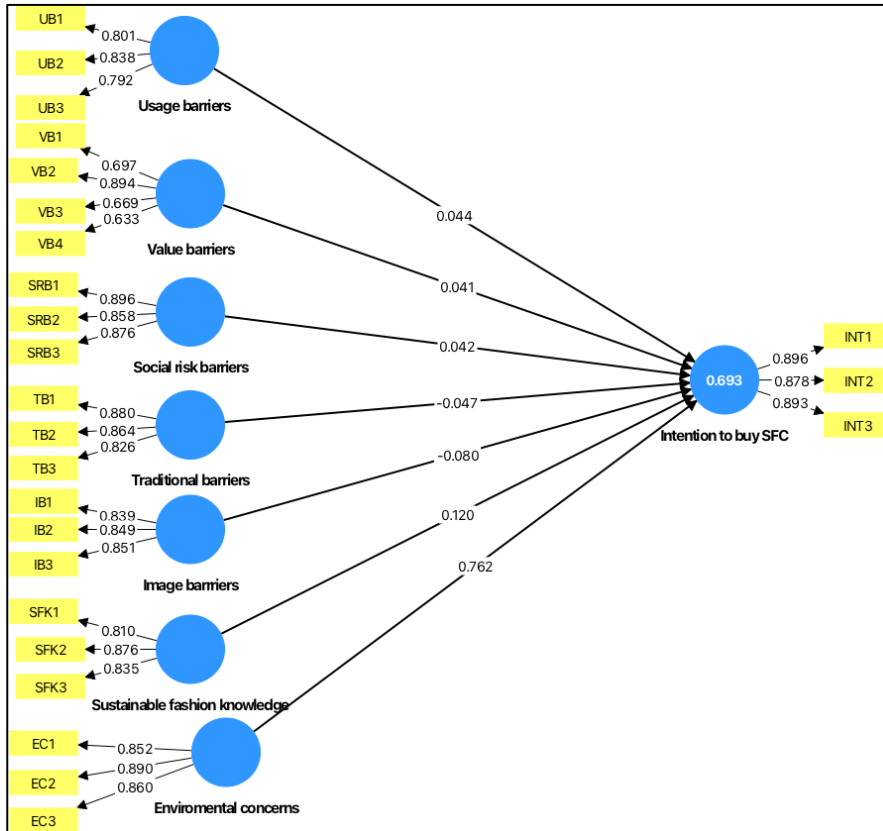 UB1
0.801
UB2
0.838
0.792
UB3
Usage barriers
VB1
0.697
VB2
0.894
VB3
0.669
0.633
VB4
Value barriers
SRB1
0.896
SRB2
0.858
0.876
SRB3
Social risk barriers
TB1
0.880
TB2
0.864
0.826
TB3
Traditional barriers
IB1
0.839
IB2
0.849
0.851
IB3
Image barrriers
SFK1
0.810
SFK2
0.876
0.835
SFK3
Sustainable fashion knowledge
EC1
0.852
0.890
EC2
0.860
EC3
Enviromental concerns
0.044
0.041
0.042
-0.047
-0.080
0.120
0.762
0.693
Intention to buy SFC
0.896
INT1
0.878
INT2
0.893
INT3